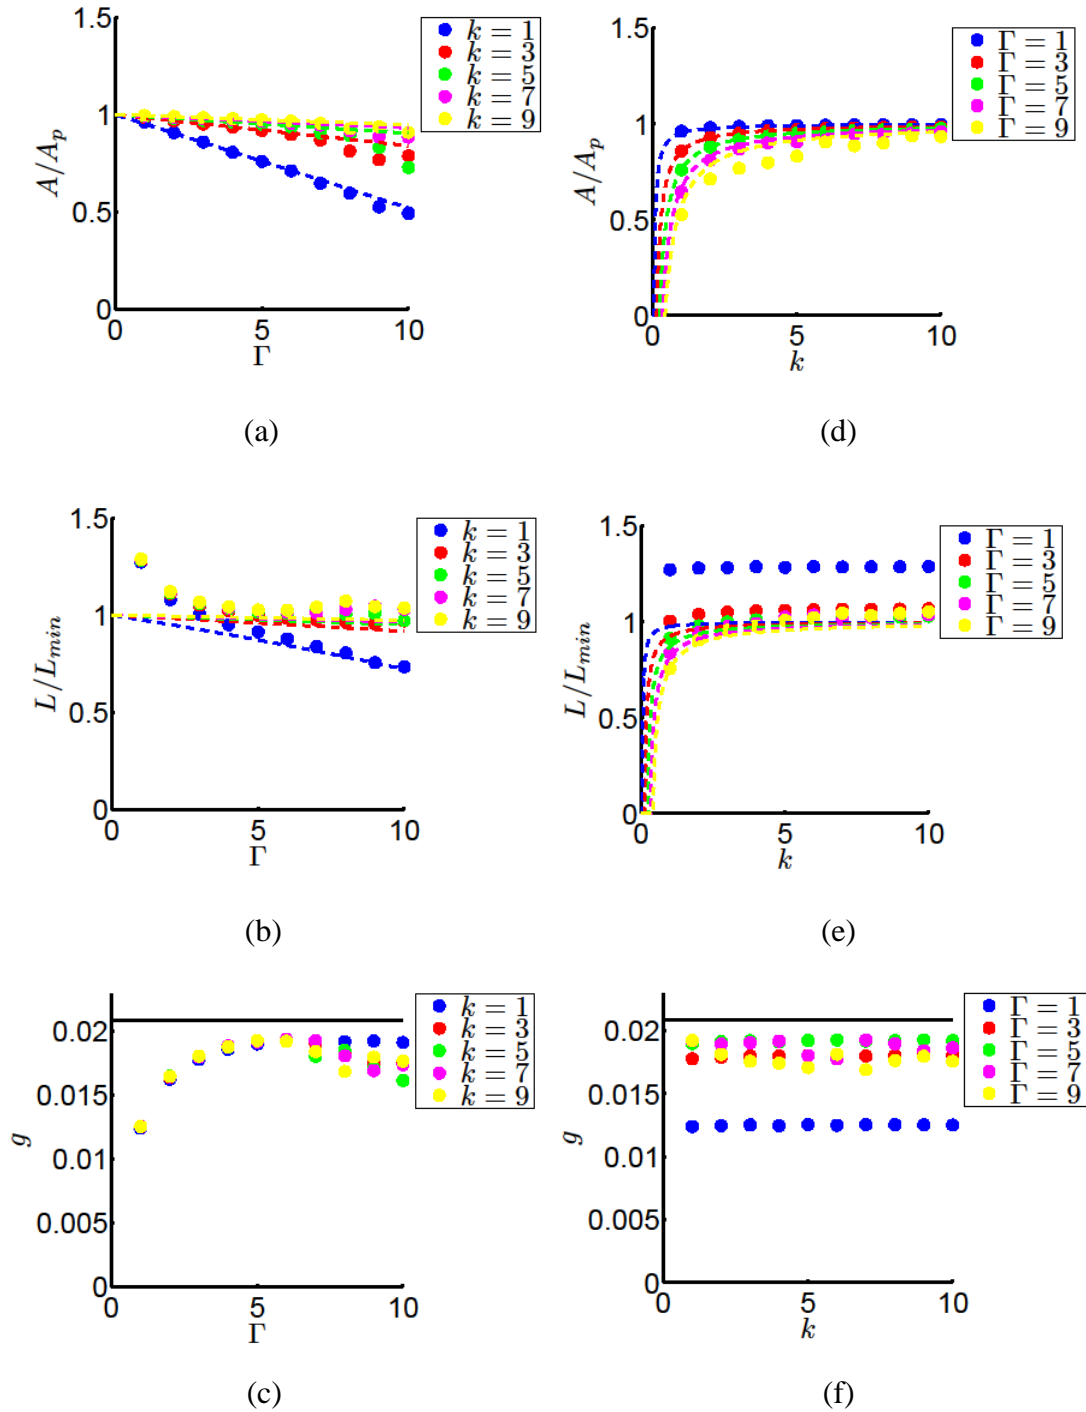 1.5
1
0.5
0
0
5
10
A/A_p
Γ
k = 1
k = 3
k = 5
k = 7
k = 9
(a)
1.5
1
0.5
0
0
5
10
A/A_p
k
Γ = 1
Γ = 3
Γ = 5
Γ = 7
Γ = 9
(d)
1.5
1
0.5
0
0
5
10
L/L_{min}
Γ
k = 1
k = 3
k = 5
k = 7
k = 9
(b)
1.5
1
0.5
0
0
5
10
L/L_{min}
k
Γ = 1
Γ = 3
Γ = 5
Γ = 7
Γ = 9
(e)
0.02
0.015
0.01
0.005
0
0
5
10
g
Γ
k = 1
k = 3
k = 5
k = 7
k = 9
(c)
0.02
0.015
0.01
0.005
0
0
5
10
g
k
Γ = 1
Γ = 3
Γ = 5
Γ = 7
Γ = 9
(f)